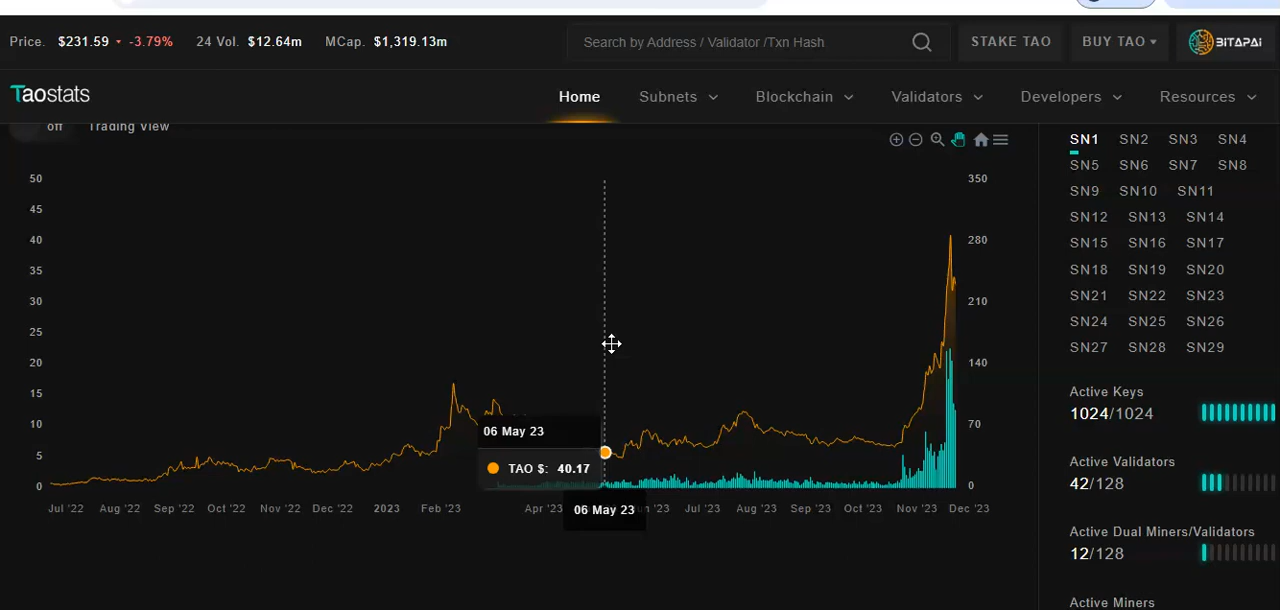 Price. $231.59 -3.79% 24 Vol. $12.64m MCap. $1,319.13m Search by Address / Validator /Txn Hash STAKE TAO BUY TAO BITAPAI
Taostats Home Subnets Blockchain Validators Developers Resources
off Trading View
SN1 SN2 SN3 SN4
SN5 SN6 SN7 SN8
SN9 SN10 SN11
SN12 SN13 SN14
SN15 SN16 SN17
SN18 SN19 SN20
SN21 SN22 SN23
SN24 SN25 SN26
SN27 SN28 SN29
50 350
45
40 280
35
30 210
25
20 140
15
10 70
5
0 0
06 May 23
TAO $: 40.17
Jul '22 Aug '22 Sep '22 Oct '22 Nov '22 Dec '22 2023 Feb '23 Apr '23 06 May 23 un '23 Jul '23 Aug '23 Sep '23 Oct '23 Nov '23 Dec '23
Active Keys
1024/1024
Active Validators
42/128
Active Dual Miners/Validators
12/128
Active Miners